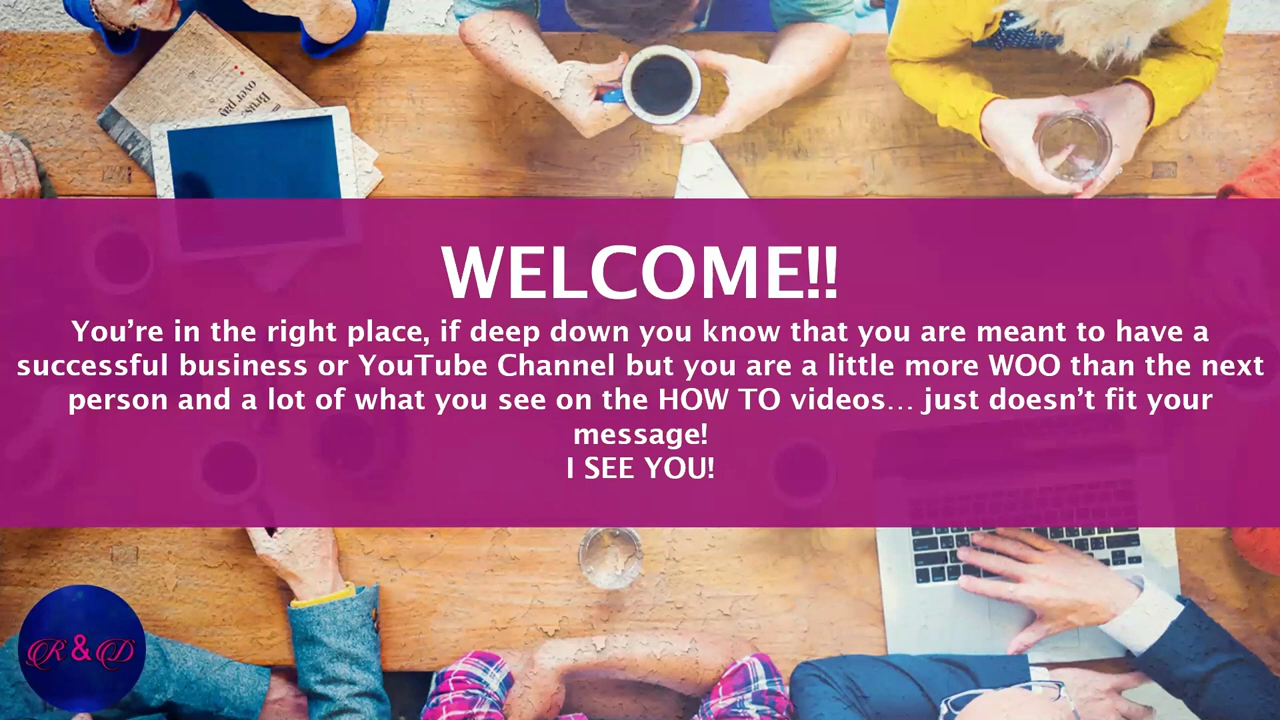 WELCOME!!
You’re in the right place, if deep down you know that you are meant to have a
successful business or YouTube Channel but you are a little more WOO than the next
person and a lot of what you see on the HOW TO videos… just doesn’t fit your
message!
I SEE YOU!
R & D